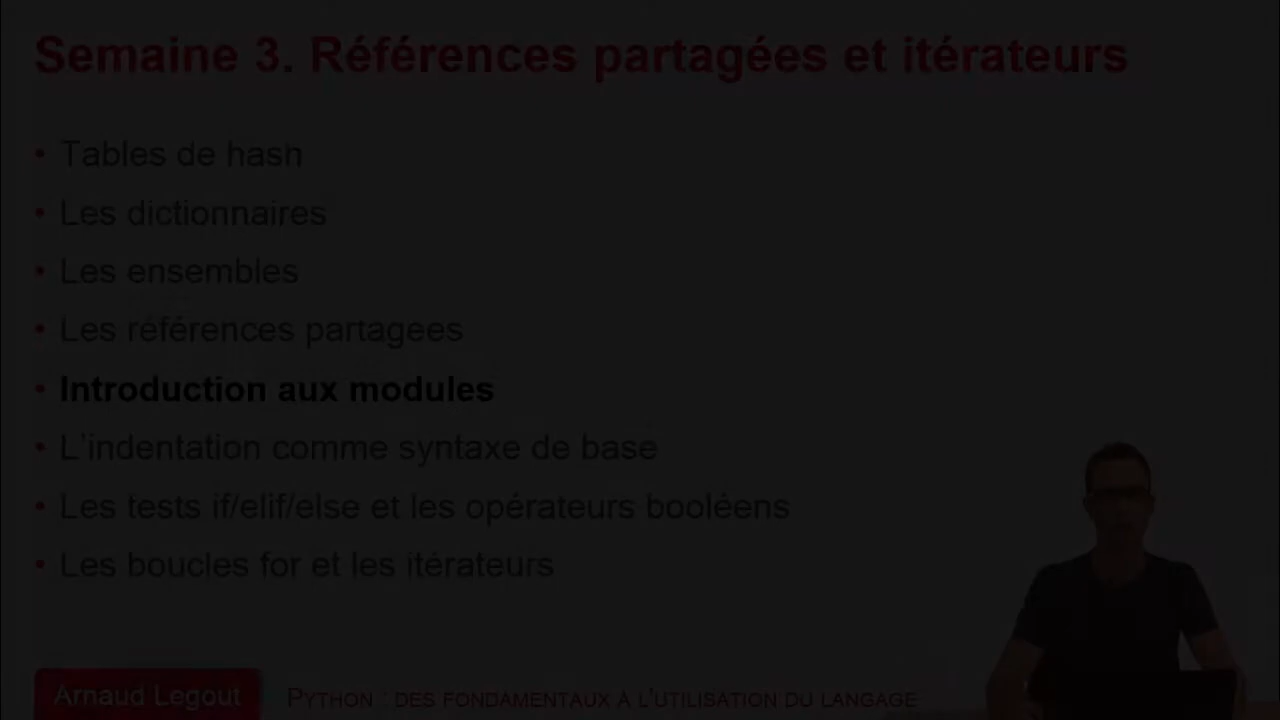 Semaine 3. Références partagées et itérateurs
• Tables de hash
• Les dictionnaires
• Les ensembles
• Les références partagees
• Introduction aux modules
• L'indentation comme syntaxe de base
• Les tests if/elif/else et les opérateurs booléens
• Les boucles for et les itérateurs
Arnaud Legout PYTHON : DES FONDAMENTAUX À L'UTILISATION DU LANGAGE